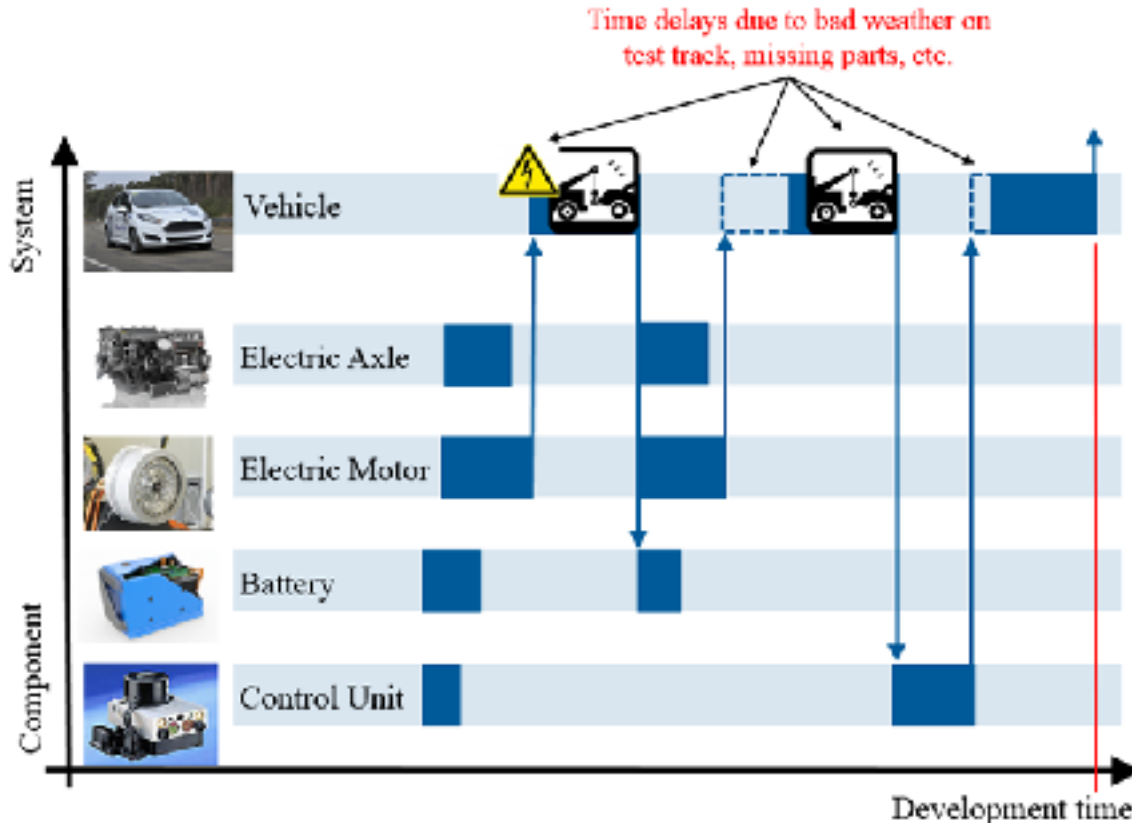 Time delays due to bad weather on
test track, missing parts, etc.
System
Vehicle
Electric Axle
Electric Motor
Battery
Component
Control Unit
Development time